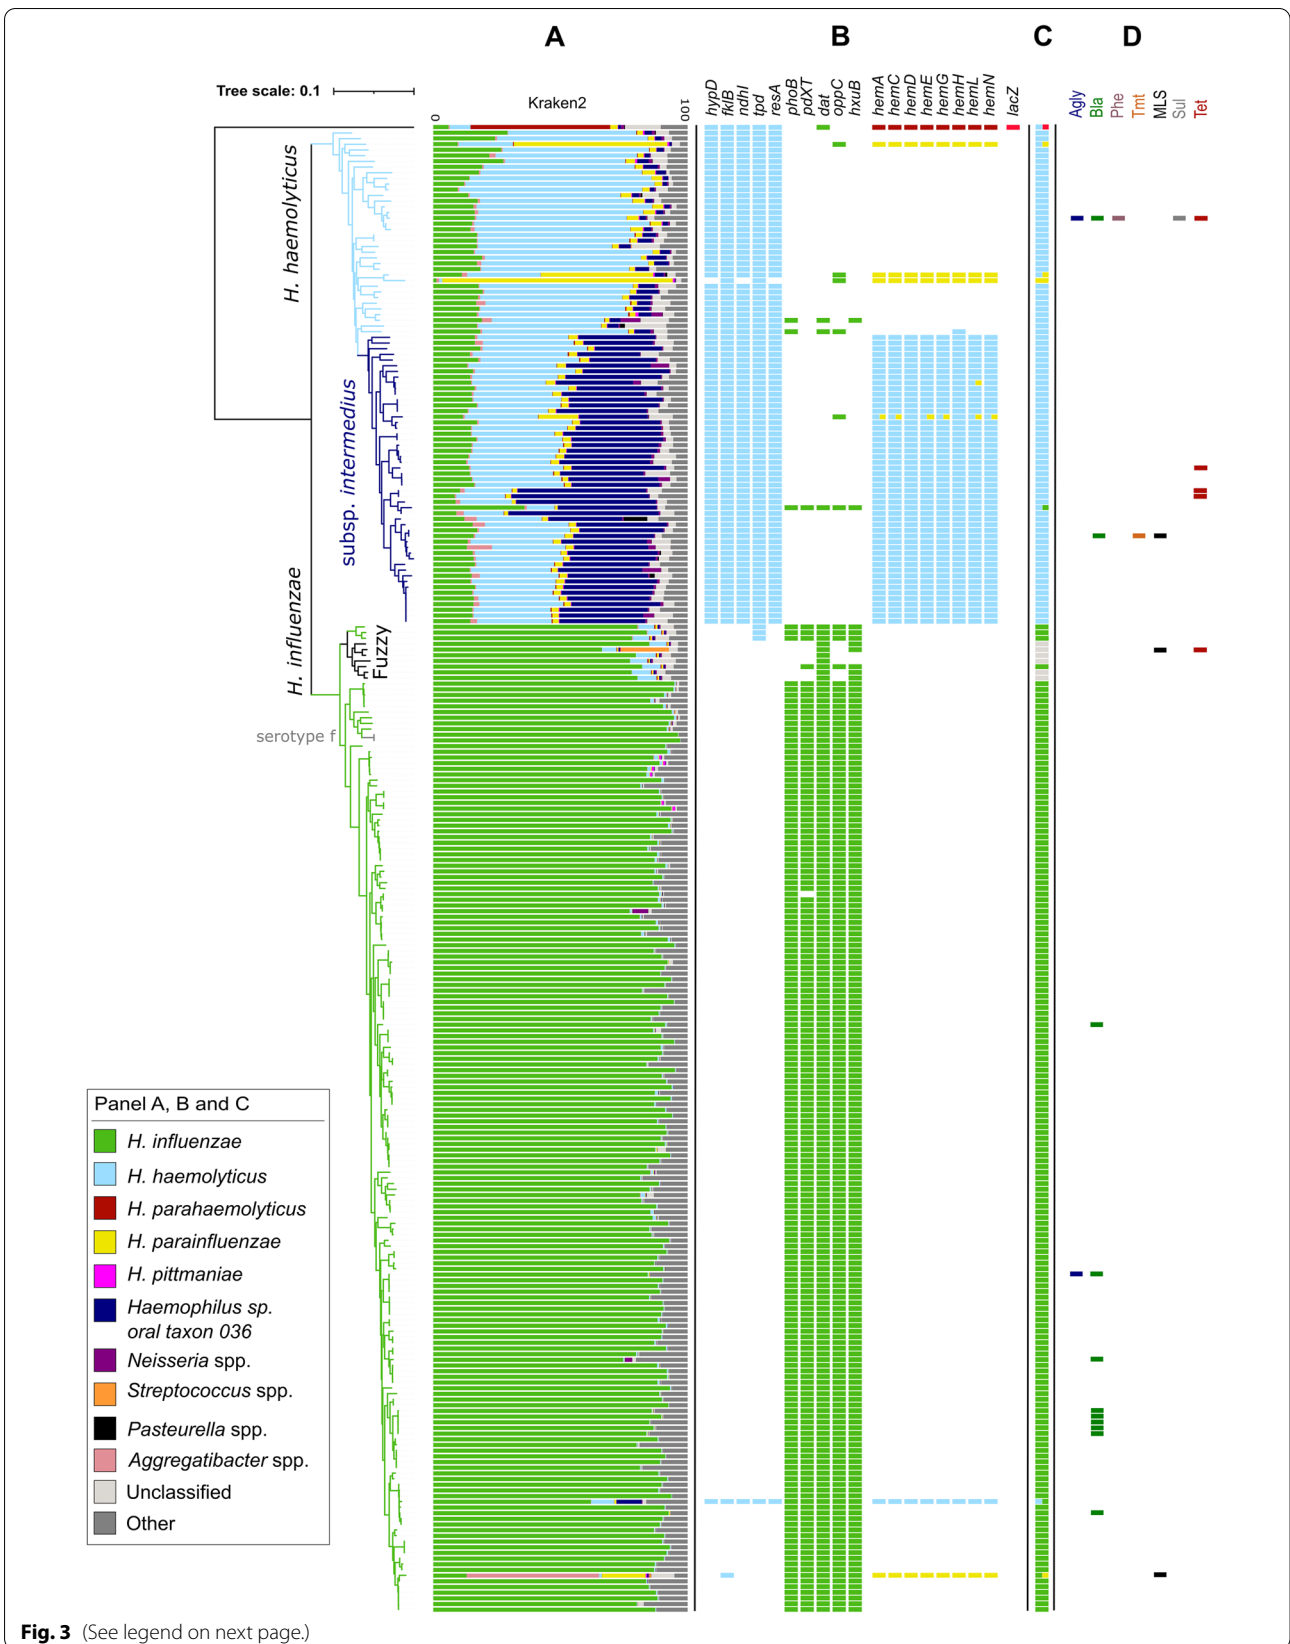 A B C D
Tree scale: 0.1
Kraken2
0
100
hypD
fklB
ndhI
tpd
resA
phoB
pdXT
dat
oppC
hxuB
hemA
hemC
hemD
hemE
hemG
hemH
hemL
hemN
lacZ
Agly
Bla
Phe
Tmt
MLS
Sul
Tet
H. haemolyticus
subsp. intermedius
H. influenzae
Fuzzy
serotype f
Panel A, B and C
H. influenzae
H. haemolyticus
H. parahaemolyticus
H. parainfluenzae
H. pittmaniae
Haemophilus sp.
oral taxon 036
Neisseria spp.
Streptococcus spp.
Pasteurella spp.
Aggregatibacter spp.
Unclassified
Other
Fig. 3 (See legend on next page.)